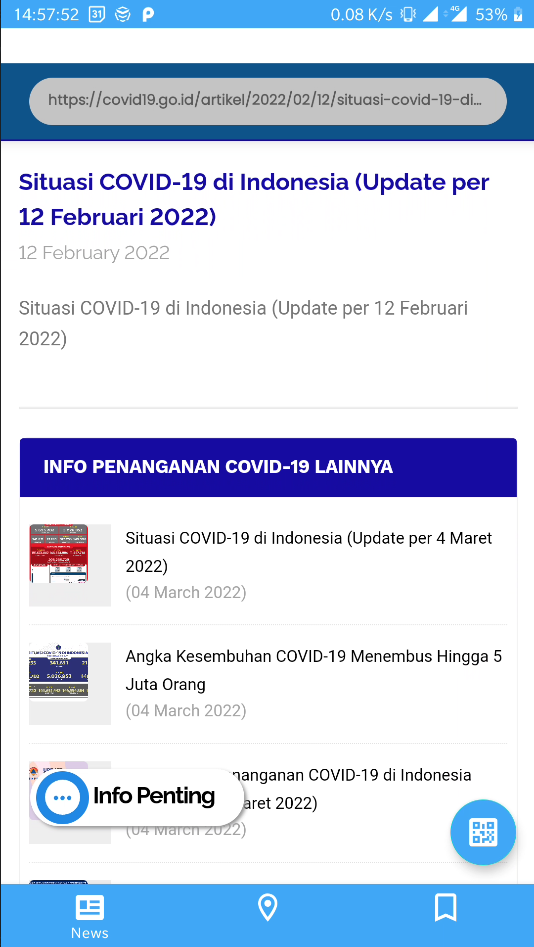 14:57:52 31 0.08 K/s 4G 53%
https://covid19.go.id/artikel/2022/02/12/situasi-covid-19-di...
Situasi COVID-19 di Indonesia (Update per
12 Februari 2022)
12 February 2022
Situasi COVID-19 di Indonesia (Update per 12 Februari
2022)
INFO PENANGANAN COVID-19 LAINNYA
Situasi COVID-19 di Indonesia (Update per 4 Maret
2022)
(04 March 2022)
Angka Kesembuhan COVID-19 Menembus Hingga 5
Juta Orang
(04 March 2022)
nanganan COVID-19 di Indonesia
Info Penting
aret 2022)
(04 March 2022)
News